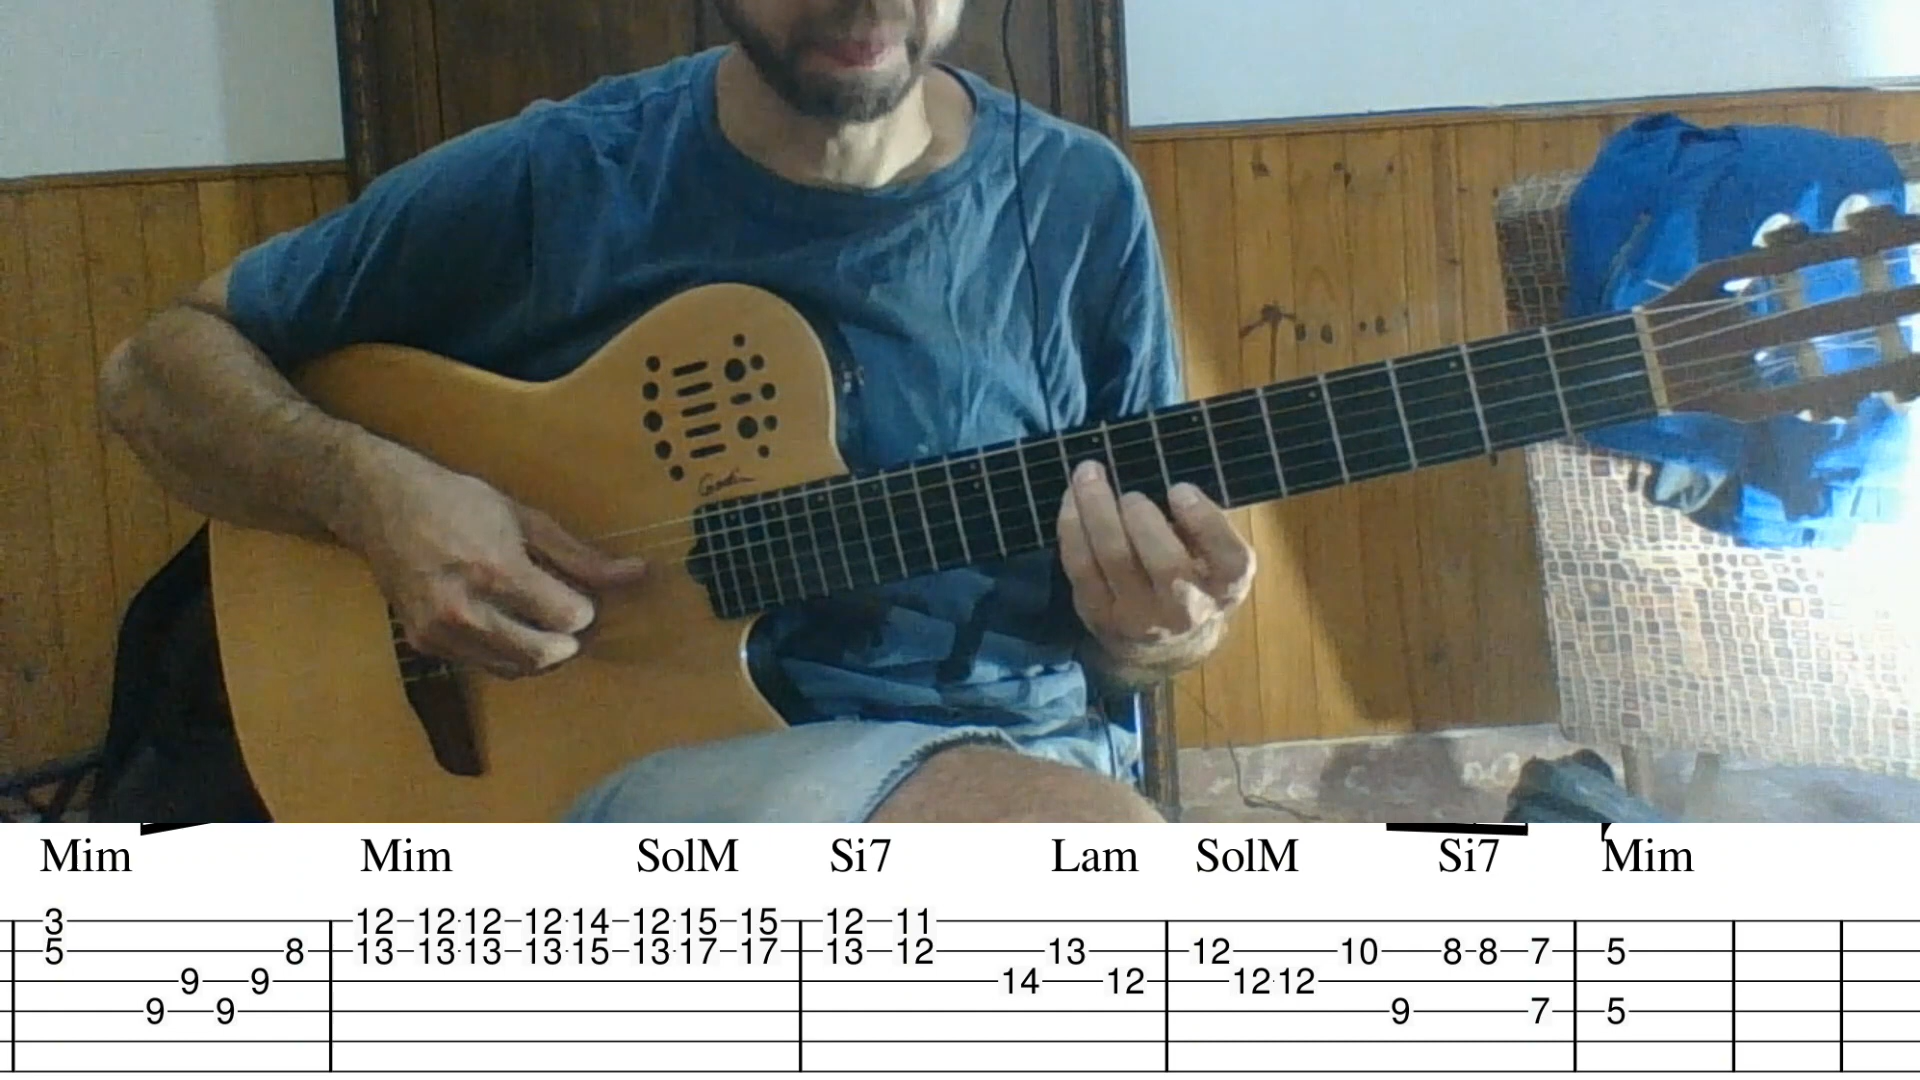 Godin
Mim Mim SolM Si7 Lam SolM Si7 Mim
3 12 12 12 12 14 12 15 15 12 11
5 8 13 13 13 13 15 13 17 17 13 12 13 12 10 8 8 7 5
9 9 14 12 12 12
9 9 9 7 5